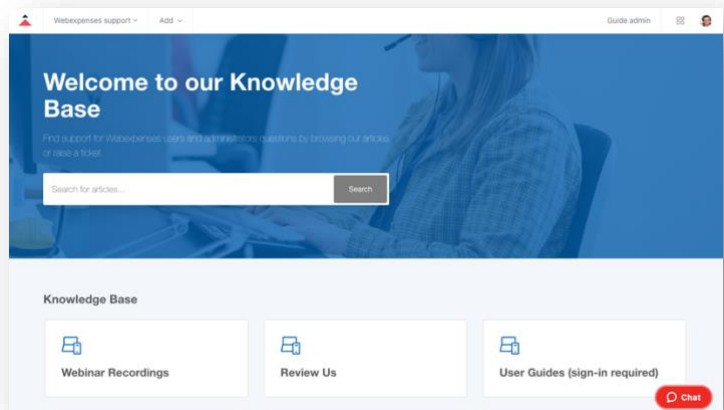 Webexpenses support Add Guide admin
Welcome to our Knowledge
Base
Find support for Webexpenses users and administrators questions by browsing our articles
or raise a ticket
Search for articles... Search
Knowledge Base
Webinar Recordings Review Us User Guides (sign-in required)
Chat